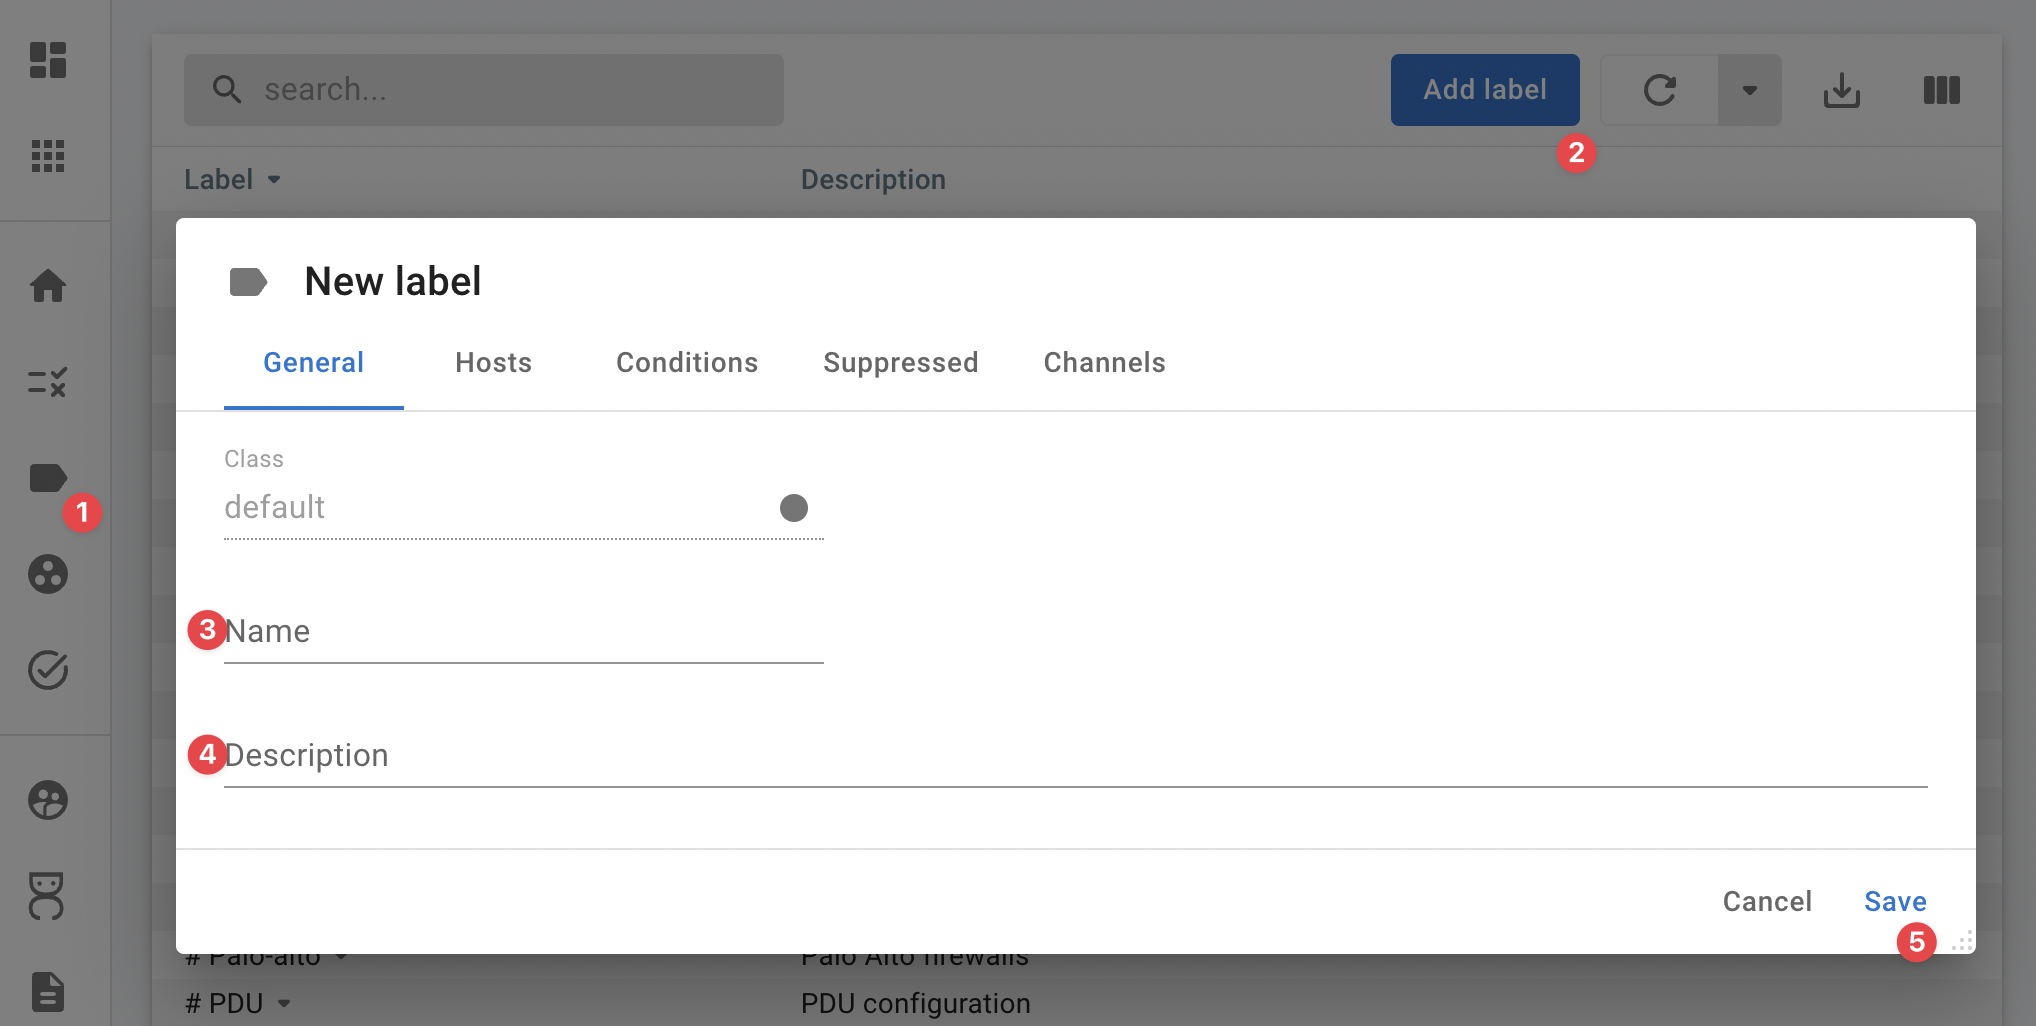 search...
Add label
2
Label
Description
New label
General Hosts Conditions Suppressed Channels
Class
default
1
3 Name
4 Description
Cancel Save
5
# Palo-alto Palo Alto firewalls
# PDU PDU configuration